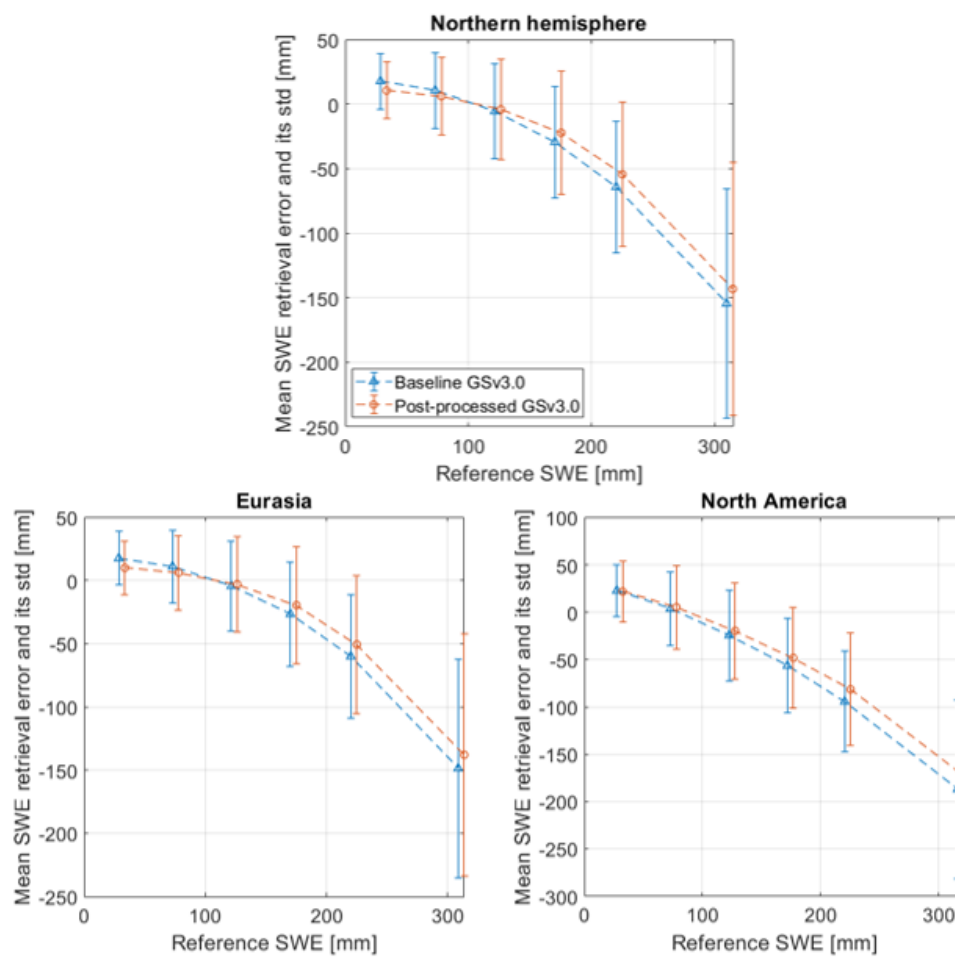 Northern hemisphere
Mean SWE retrieval error and its std [mm]
50
0
-50
-100
-150
-200
-250
Baseline GSv3.0
Post-processed GSv3.0
0 100 200 300
Reference SWE [mm]
Eurasia
Mean SWE retrieval error and its std [mm]
50
0
-50
-100
-150
-200
-250
0 100 200 300
Reference SWE [mm]
North America
Mean SWE retrieval error and its std [mm]
100
50
0
-50
-100
-150
-200
-250
-300
0 100 200 300
Reference SWE [mm]